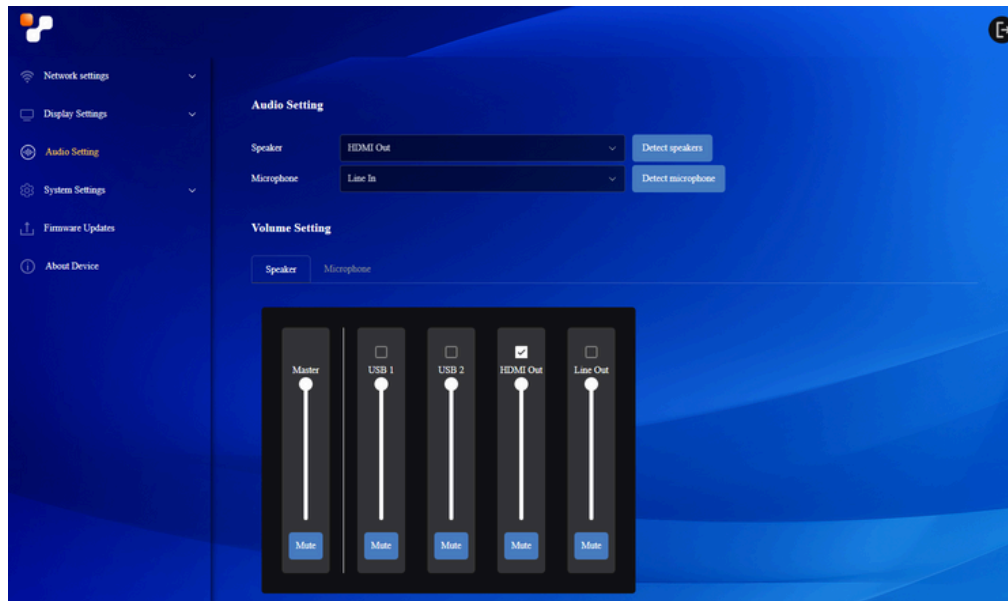 Network settings
Display Settings
Audio Setting
System Settings
Firmware Updates
About Device
Audio Setting
Speaker HDMI Out Detect speakers
Microphone Line In Detect microphone
Volume Setting
Speaker Microphone
Master USB 1 USB 2 HDMI Out Line Out
Mute Mute Mute Mute Mute